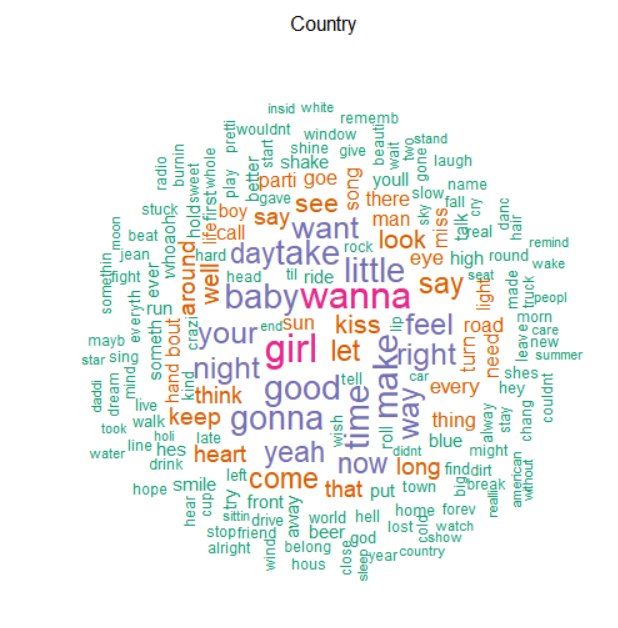 Country
insid white
rememb
pretti wouldnt window beauti stand
start shine give wait two
radio burnin whole better shake gone laugh
sweet play parti goe song youll name
hold first gave see there slow fall cry danc
stuck boy say want man sky talk real hair
moon beat whoaoh life call rock look miss remind
jean hard day take eye high round wake
somethin fight ever around well head til ride little say seat truck peopl
everyth run baby wanna light made
crazi your end sun kiss lip feel road morn care
mayb someth girl let right turn need leave new
star sing hand bout night make summer
daddi dream mind kind think good tell car every shes hey couldnt
took live keep gonna time way thing alway stay chang
walk wish roll blue
water line holi hes late yeah didnt might
drink heart now long find dirt american without
hope smile left come that put town big break realli
hear cup try front away home forev
sittin drive world hell lost cold watch
stop friend beer god show
alright wind belong close year country
hous sleep